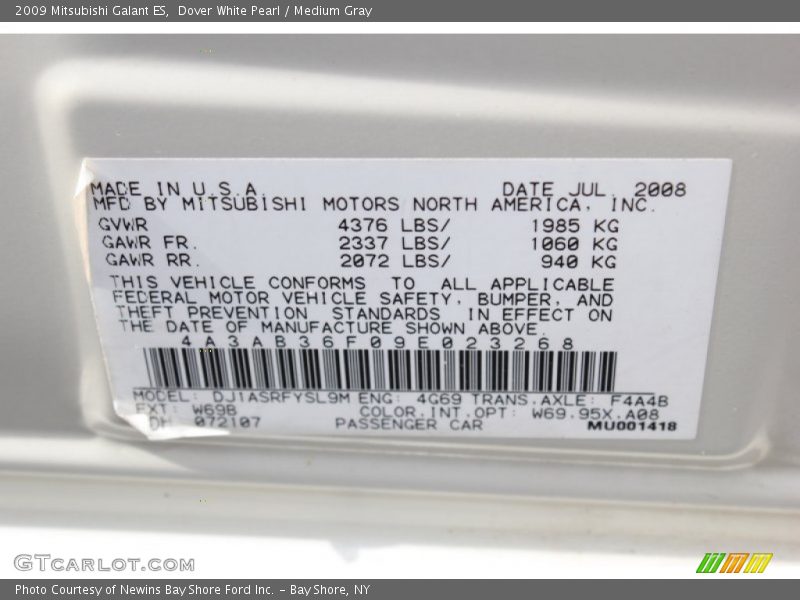 2009 Mitsubishi Galant ES,  Dover White Pearl / Medium Gray
MADE IN U.S.A. DATE JUL. 2008
MFD BY MITSUBISHI MOTORS NORTH AMERICA, INC.
GVWR 4376 LBS/ 1985 KG
GAWR FR. 2337 LBS/ 1060 KG
GAWR RR. 2072 LBS/ 940 KG
THIS VEHICLE CONFORMS TO ALL APPLICABLE
FEDERAL MOTOR VEHICLE SAFETY, BUMPER, AND
THEFT PREVENTION STANDARDS IN EFFECT ON
THE DATE OF MANUFACTURE SHOWN ABOVE.
4A3AB36F09E023268
MODEL: DJ1ASRFYSL9M ENG: 4G69 TRANS.AXLE: F4A4B
EXT: W69B COLOR.INT.OPT: W69.95X.A08
DM 072107 PASSENGER CAR MU001418
GTCARLOT.COM
Photo Courtesy of Newins Bay Shore Ford Inc. - Bay Shore, NY